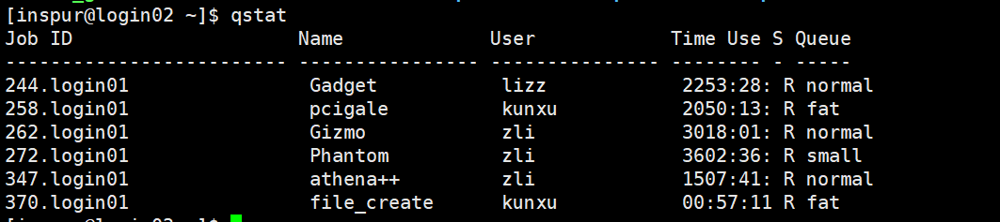 [inspur@login02 ~]$ qstat
Job ID                    Name             User            Time Use S Queue
------------------------- ---------------- --------------- -------- - -----
244.login01                Gadget           lizz            2253:28: R normal
258.login01                pcigale          kunxu           2050:13: R fat
262.login01                Gizmo            zli             3018:01: R normal
272.login01                Phantom          zli             3602:36: R small
347.login01                athena++         zli             1507:41: R normal
370.login01                file_create      kunxu           00:57:11 R fat